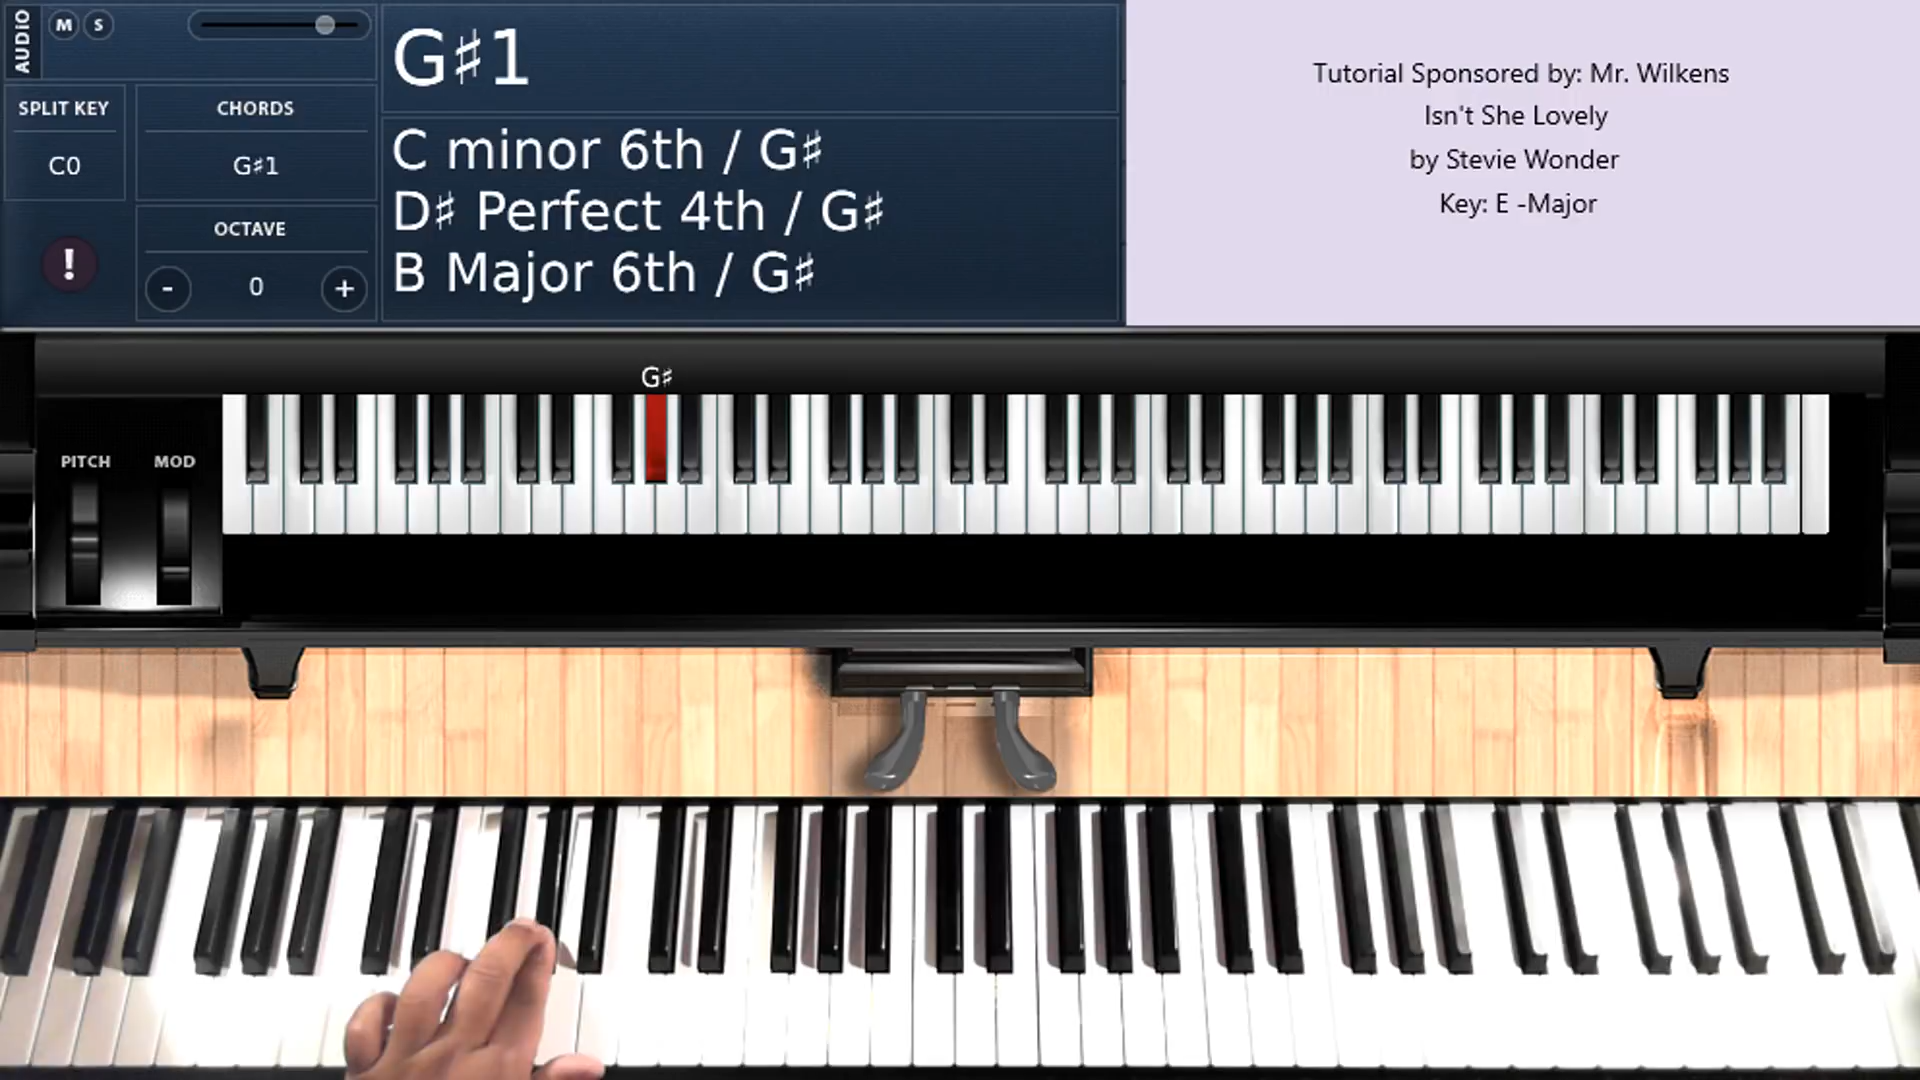 AUDIO
M S
SPLIT KEY
C0
!
CHORDS
G♯1
OCTAVE
- 0 +
G♯1
C minor 6th / G♯
D♯ Perfect 4th / G♯
B Major 6th / G♯
Tutorial Sponsored by: Mr. Wilkens
Isn't She Lovely
by Stevie Wonder
Key: E -Major
G♯
PITCH MOD